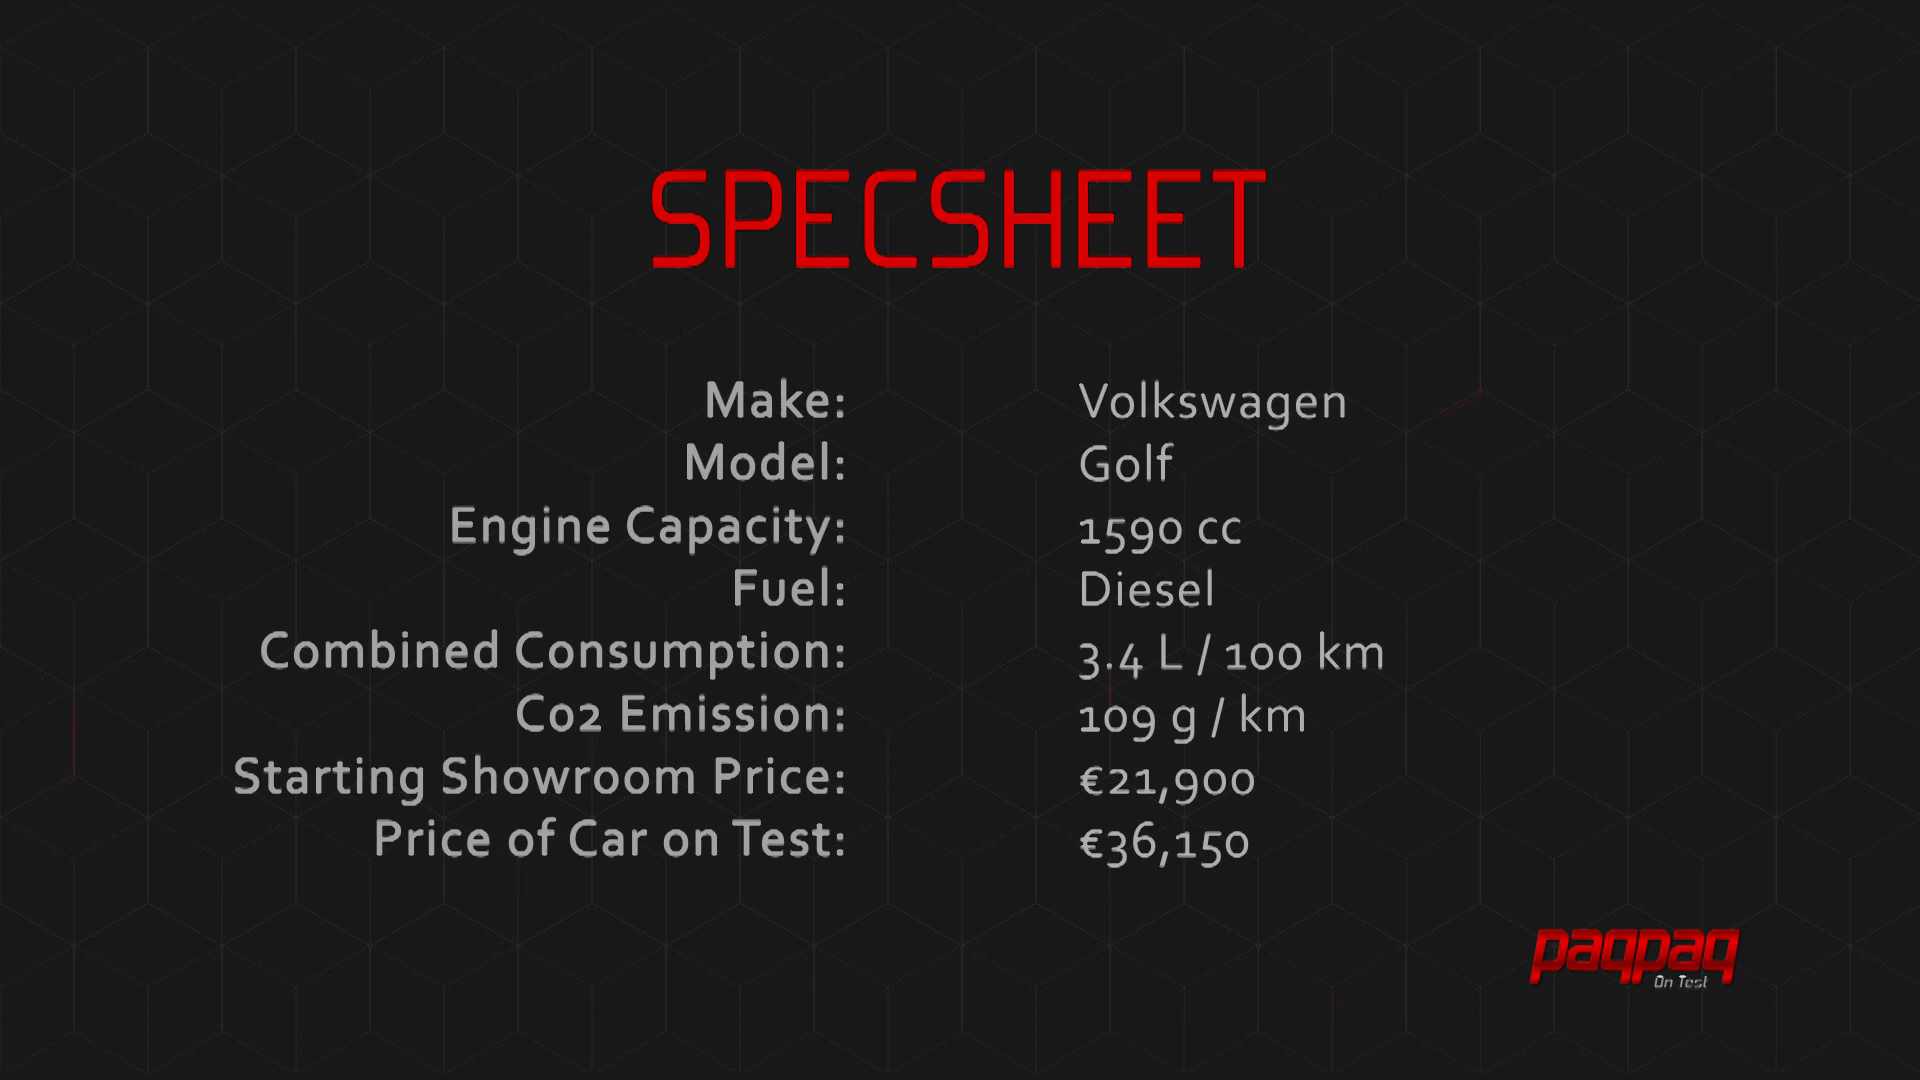 SPECSHEET
Make: Volkswagen
Model: Golf
Engine Capacity: 1590 cc
Fuel: Diesel
Combined Consumption: 3.4 L / 100 km
Co2 Emission: 109 g / km
Starting Showroom Price: €21,900
Price of Car on Test: €36,150
paqpaq
On Test